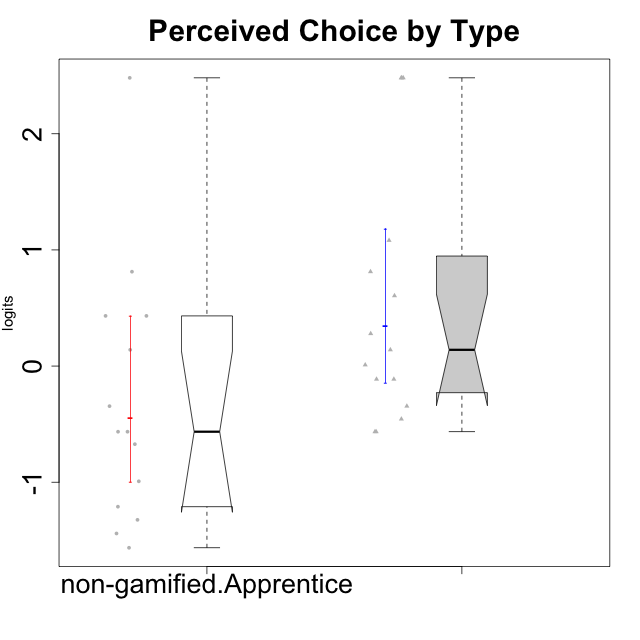 Perceived Choice by Type
2
1
0
-1
logits
non-gamified.Apprentice